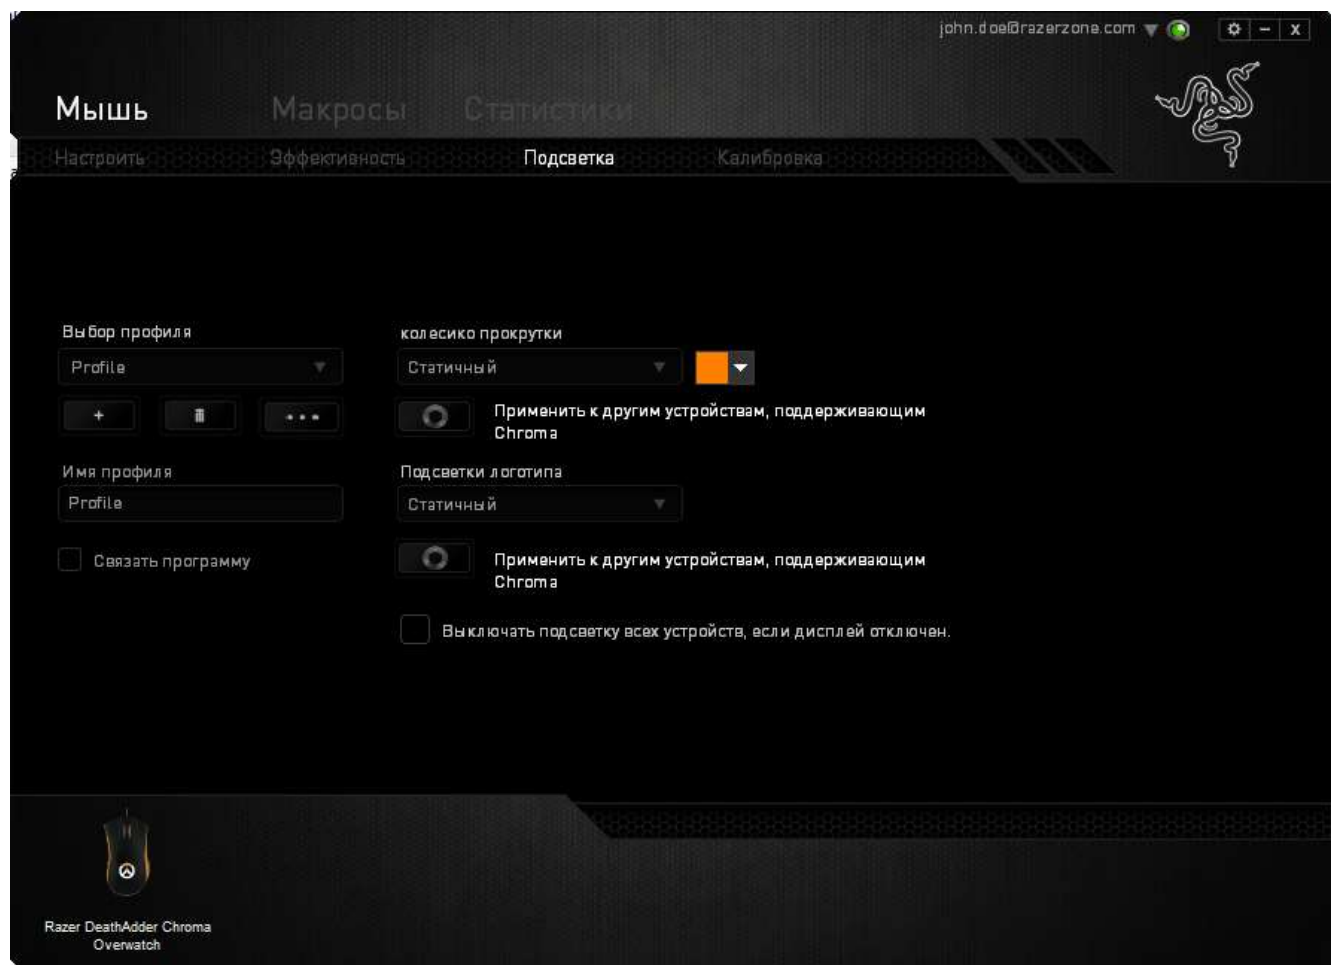 john.doe@razerzone.com
Мышь Макросы Статистики
Настроить Эффективность Подсветка Калибровка
Выбор профиля
Profile
Имя профиля
Profile
Связать программу
колесико прокрутки
Статичный
Применить к другим устройствам, поддерживающим
Chroma
Подсветки логотипа
Статичный
Применить к другим устройствам, поддерживающим
Chroma
Выключать подсветку всех устройств, если дисплей отключен.
Razer DeathAdder Chroma
Overwatch